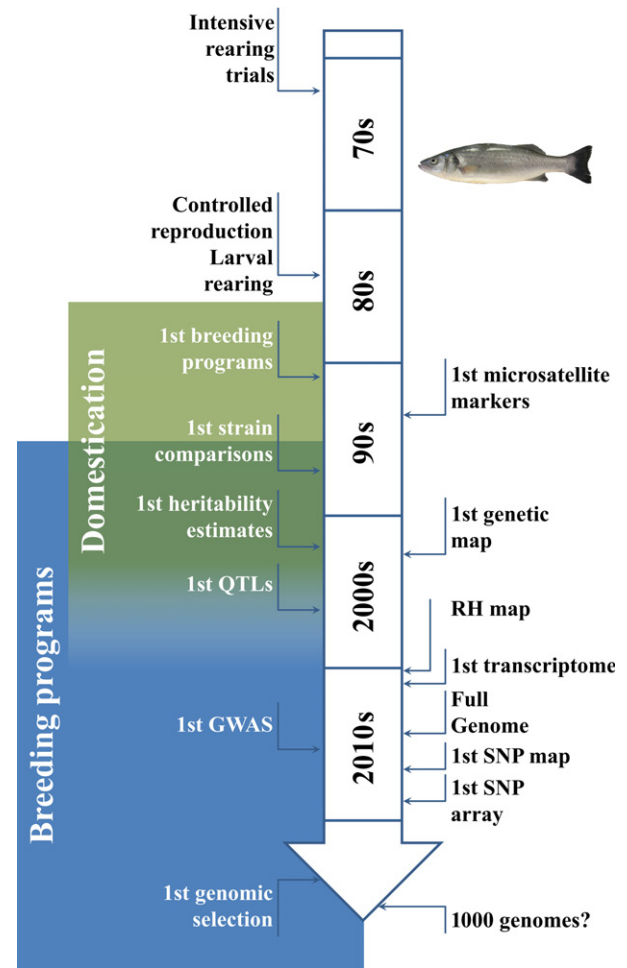 Intensive
rearing
trials
70s
Controlled
reproduction
Larval
rearing
80s
1st breeding
programs
1st microsatellite
markers
90s
1st strain
comparisons
Domestication
1st heritability
estimates
1st genetic
map
1st QTLs
2000s
RH map
1st transcriptome
Full
Genome
1st GWAS
2010s
1st SNP map
1st SNP
array
Breeding programs
1st genomic
selection
1000 genomes?